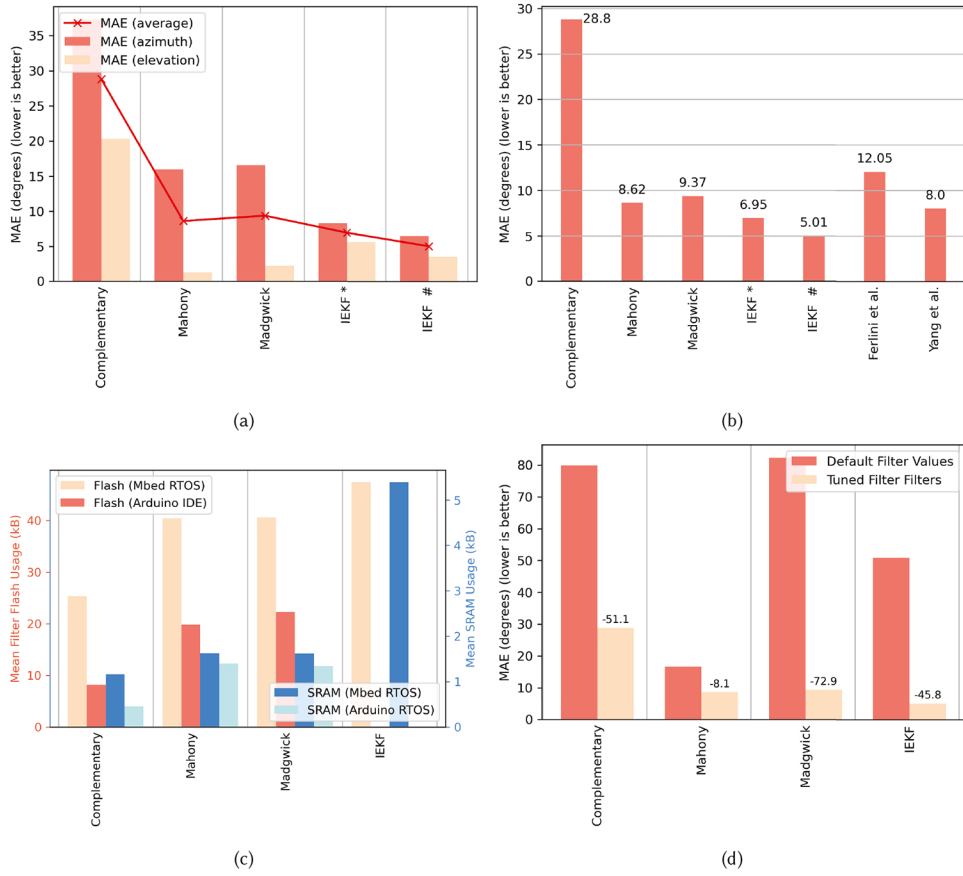 MAE (degrees) (lower is better)
35
30
25
20
15
10
5
0
MAE (average)
MAE (azimuth)
MAE (elevation)
Complementary
Mahony
Madgwick
IEKF *
IEKF #
(a)
MAE (degrees) (lower is better)
30
25
20
15
10
5
0
28.8
8.62
9.37
6.95
5.01
12.05
8.0
Complementary
Mahony
Madgwick
IEKF *
IEKF #
Ferlini et al.
Yang et al.
(b)
Mean Filter Flash Usage (kB)
40
30
20
10
0
Flash (Mbed RTOS)
Flash (Arduino IDE)
SRAM (Mbed RTOS)
SRAM (Arduino RTOS)
5
4
3
2
1
0
Mean SRAM Usage (kB)
Complementary
Mahony
Madgwick
IEKF
(c)
MAE (degrees) (lower is better)
80
70
60
50
40
30
20
10
0
Default Filter Values
Tuned Filter Filters
-51.1
-8.1
-72.9
-45.8
Complementary
Mahony
Madgwick
IEKF
(d)